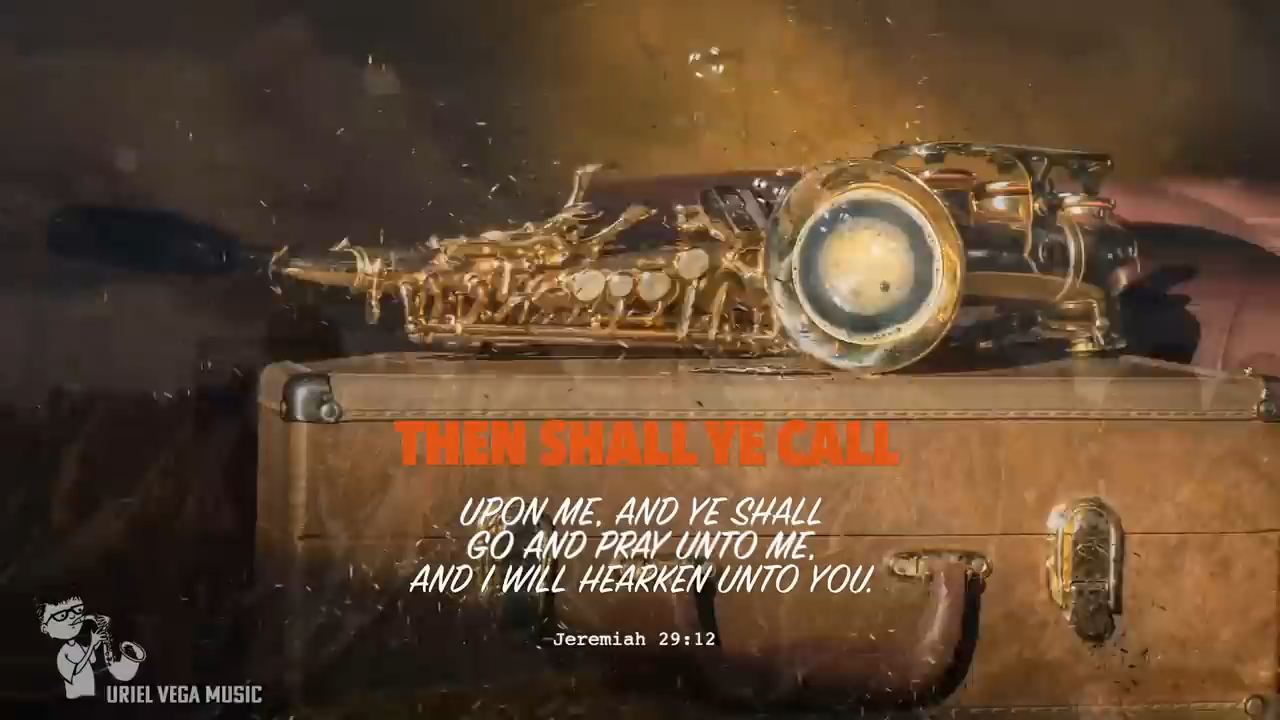 THEN SHALL YE CALL
UPON ME, AND YE SHALL
GO AND PRAY UNTO ME,
AND I WILL HEARKEN UNTO YOU.
Jeremiah 29:12
URIEL VEGA MUSIC